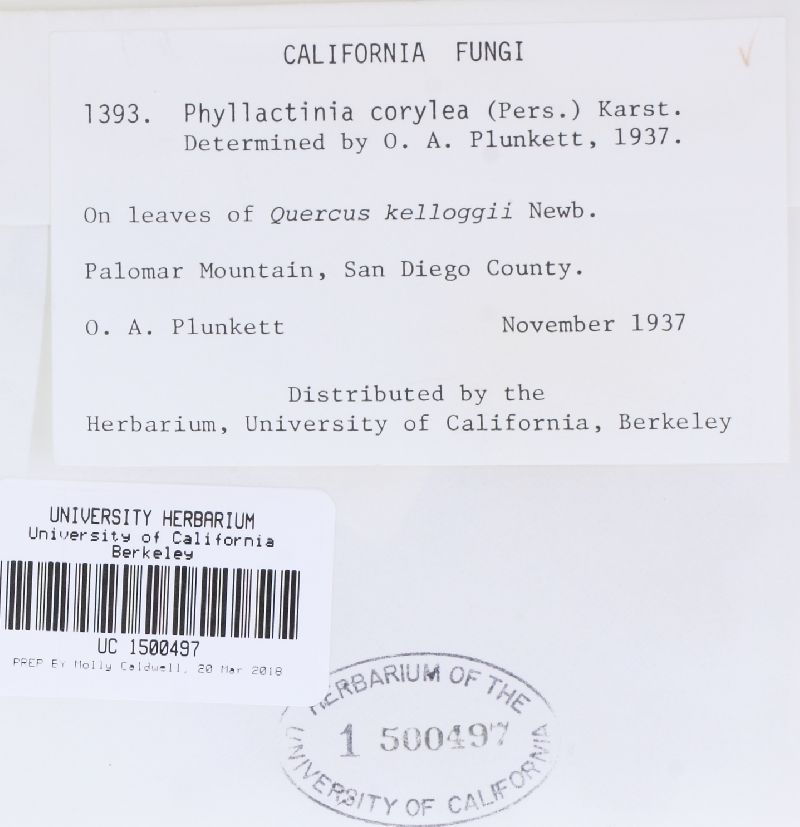 CALIFORNIA FUNGI
1393. Phyllactinia corylea (Pers.) Karst.
Determined by O. A. Plunkett, 1937.
On leaves of Quercus kelloggii Newb.
Palomar Mountain, San Diego County.
O. A. Plunkett November 1937
Distributed by the
Herbarium, University of California, Berkeley
UNIVERSITY HERBARIUM
University of California
Berkeley
UC 1500497
PREP BY Molly Caldwell, 20 Mar 2018
HERBARIUM OF THE
1 500497
UNIVERSITY OF CALIFORNIA